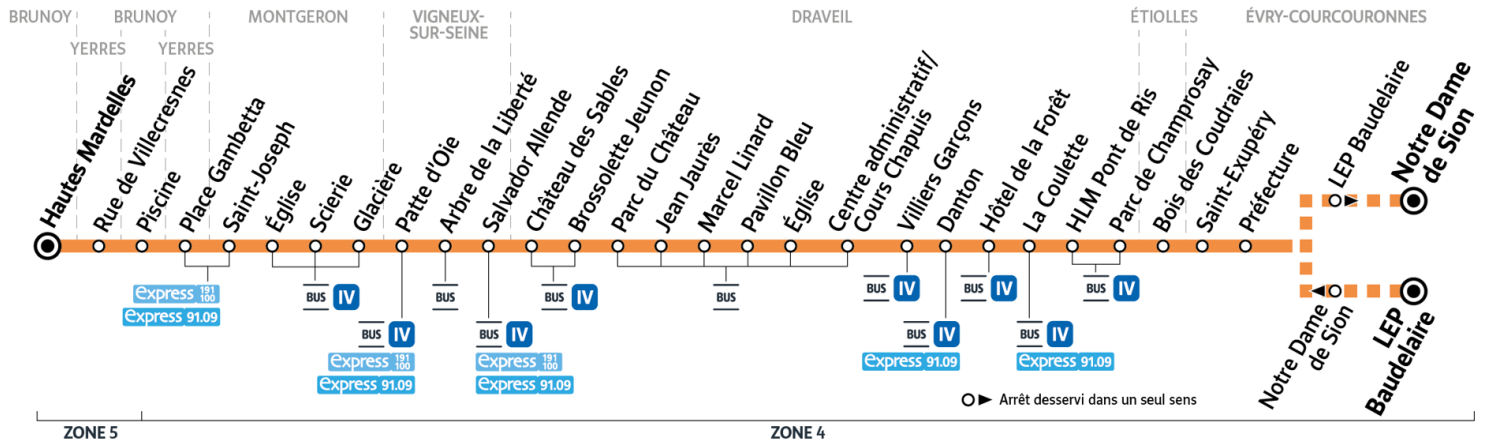 BRUNOY
BRUNOY
MONTGERON
VIGNEUX-
SUR-SEINE
DRAVEIL
ÉTIOLLES
ÉVRY-COURCOURONNES
YERRES
YERRES
Hautes Mardelles
Rue de Villecresnes
Piscine
Place Gambetta
Saint-Joseph
Église
Scierie
Glacière
Patte d'Oie
Arbre de la Liberté
Salvador Allende
Château des Sables
Brossolette Jeunon
Parc du Château
Jean Jaurès
Marcel Linard
Pavillon Bleu
Église
Centre administratif/
Cours Chapuis
Villiers Garçons
Danton
Hôtel de la Forêt
La Coulette
HLM Pont de Ris
Parc de Champrosay
Bois des Coudraies
Saint-Exupéry
Préfecture
LEP Baudelaire
Notre Dame
de Sion
Notre Dame
de Sion
LEP
Baudelaire
express 191
100
express 91.09
BUS IV
BUS IV
express 191
100
express 91.09
BUS
BUS IV
express 191
100
express 91.09
BUS IV
BUS
BUS IV
BUS IV
express 91.09
BUS IV
BUS IV
express 91.09
BUS IV
Arrêt desservi dans un seul sens
ZONE 5
ZONE 4